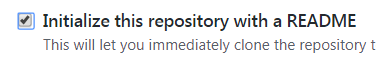 Initialize this repository with a README
This will let you immediately clone the repository t